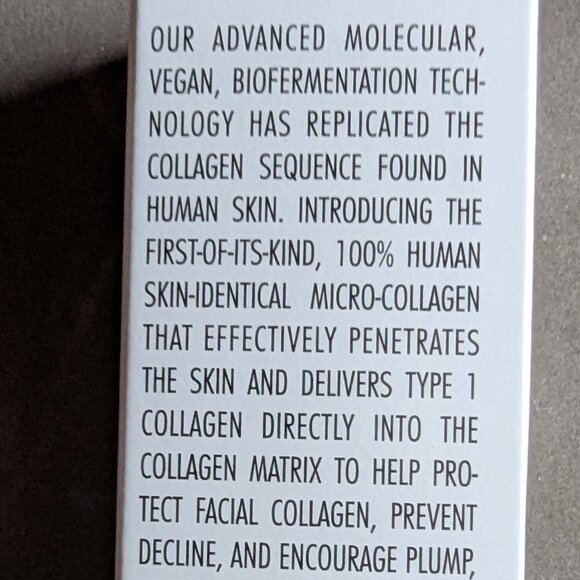 OUR ADVANCED MOLECULAR,
VEGAN, BIOFERMENTATION TECH-
NOLOGY HAS REPLICATED THE
COLLAGEN SEQUENCE FOUND IN
HUMAN SKIN. INTRODUCING THE
FIRST-OF-ITS-KIND, 100% HUMAN
SKIN-IDENTICAL MICRO-COLLAGEN
THAT EFFECTIVELY PENETRATES
THE SKIN AND DELIVERS TYPE 1
COLLAGEN DIRECTLY INTO THE
COLLAGEN MATRIX TO HELP PRO-
TECT FACIAL COLLAGEN, PREVENT
DECLINE, AND ENCOURAGE PLUMP,